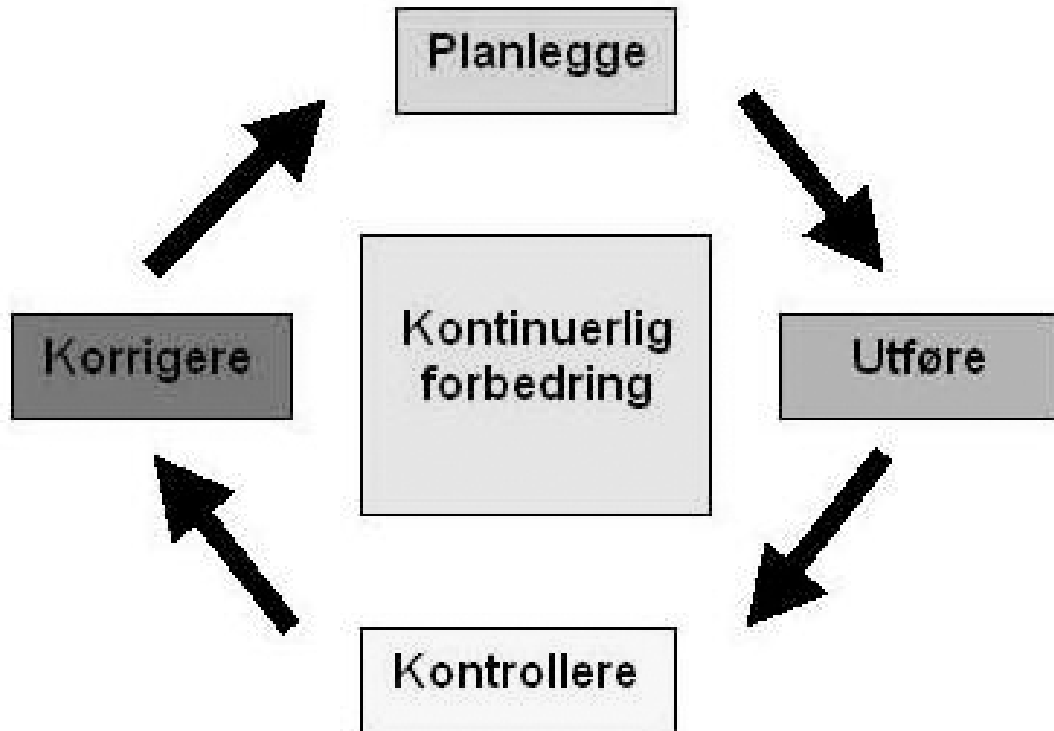 Planlegge
Korrigere
Kontinuerlig
forbedring
Utføre
Kontrollere